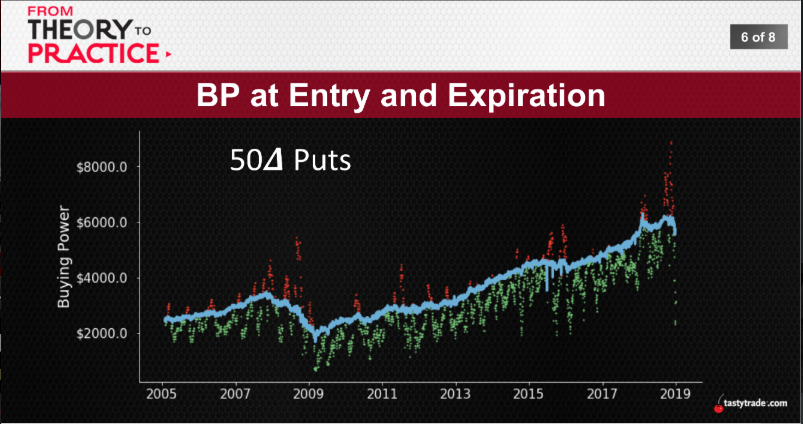 FROM
THEORY TO
PRACTICE
6 of 8
BP at Entry and Expiration
50Δ Puts
Buying Power
$8000.0
$6000.0
$4000.0
$2000.0
2005 2007 2009 2011 2013 2015 2017 2019
tastytrade.com